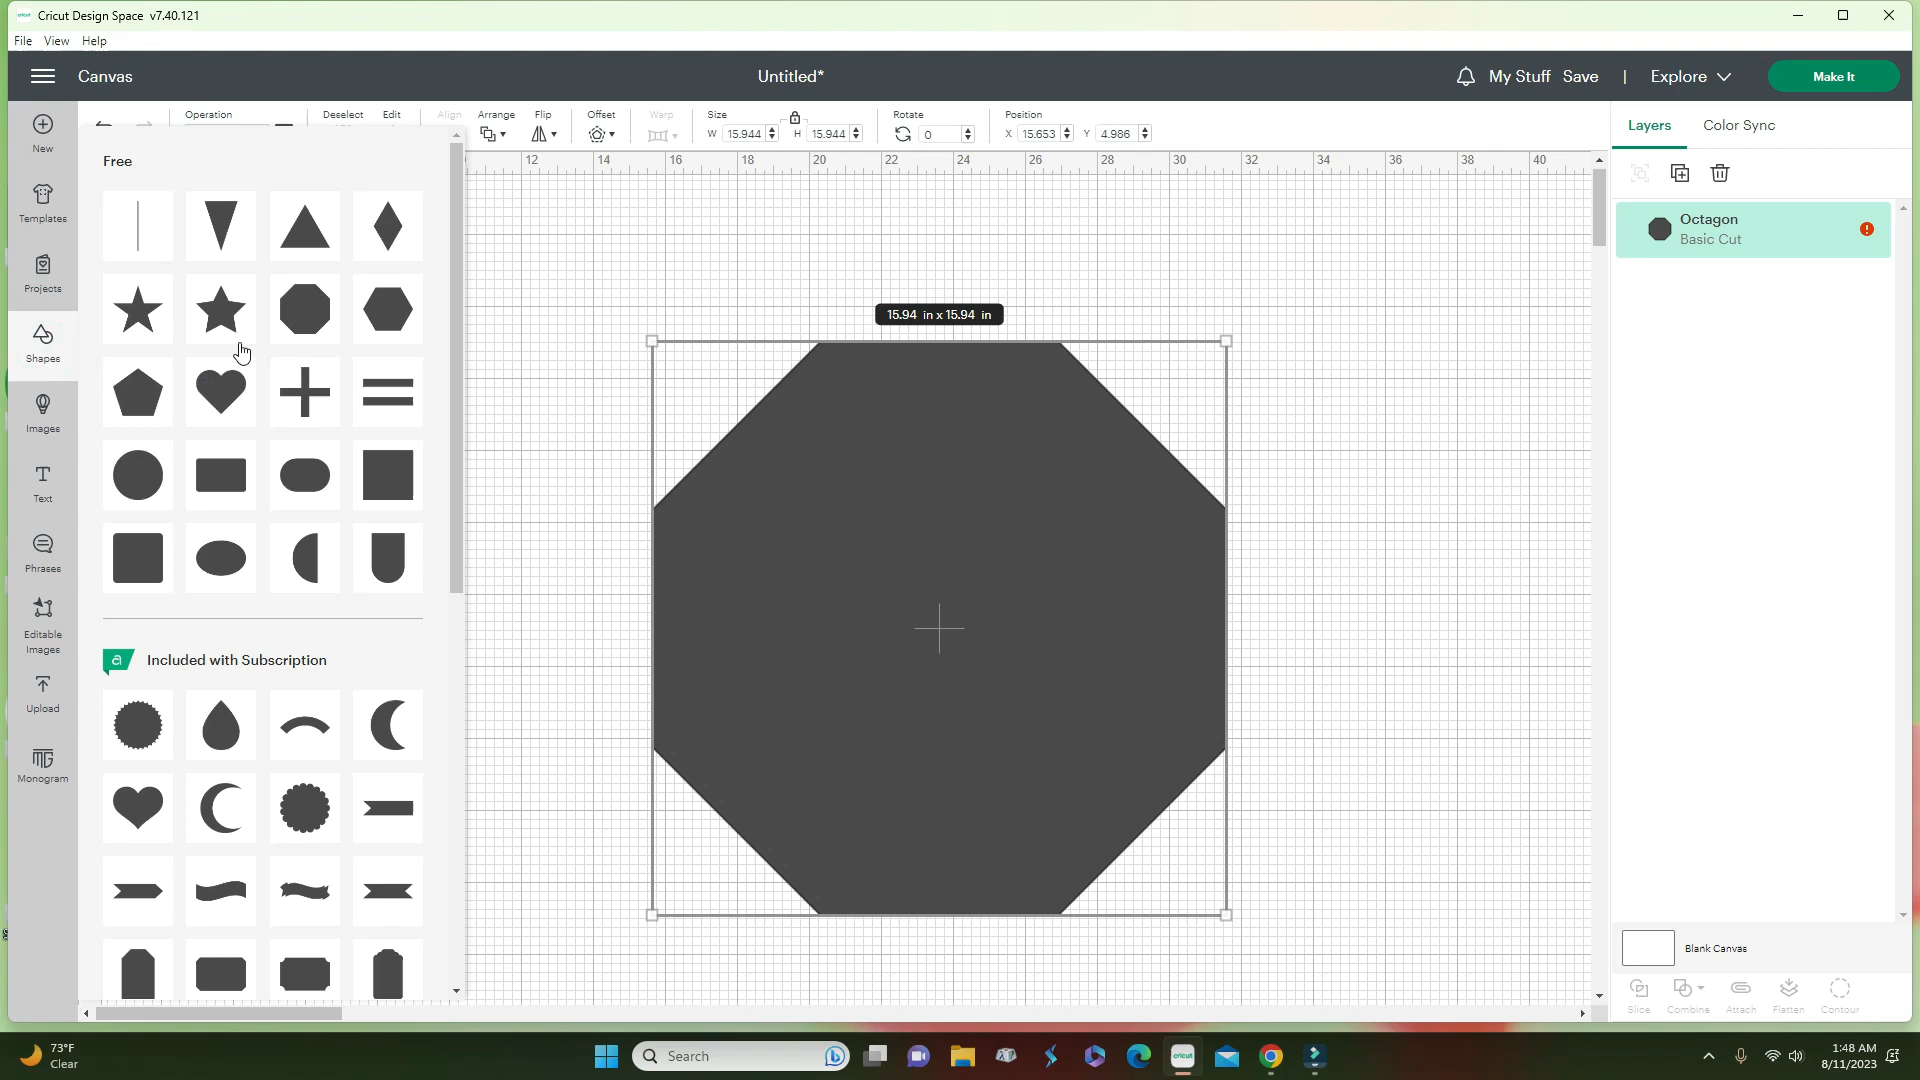 cricut Cricut Design Space v7.40.121
File View Help
Canvas
Untitled*
My Stuff Save | Explore
Make It
New
Templates
Projects
Shapes
Images
Text
Phrases
Editable
Images
Upload
Monogram
Operation
Deselect Edit Align Arrange Flip Offset Warp Size Rotate Position
W 15.944 H 15.944 0 X 15.653 Y 4.986
Free
a Included with Subscription
12 14 16 18 20 22 24 26 28 30 32 34 36 38 40
15.94 in x 15.94 in
Layers Color Sync
Octagon
Basic Cut
Blank Canvas
Slice Combine Attach Flatten Contour
73°F
Clear
Search
cricut
1:48 AM
8/11/2023